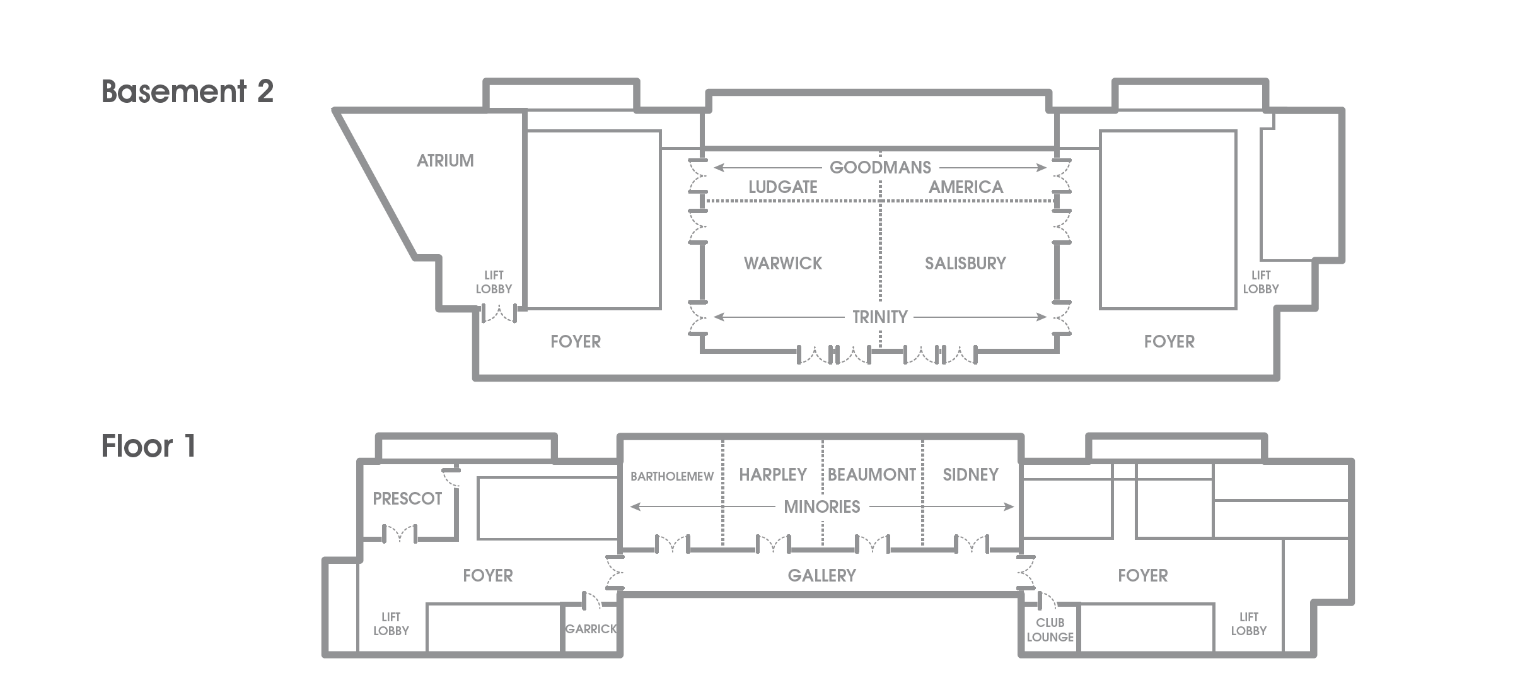 Basement 2
ATRIUM
GOODMANS
LUDGATE
AMERICA
WARWICK
SALISBURY
LIFT
LOBBY
LIFT
LOBBY
TRINITY
FOYER
FOYER
Floor 1
BARTHOLEMEW
HARPLEY
BEAUMONT
SIDNEY
PRESCOT
MINORIES
FOYER
GALLERY
FOYER
LIFT
LOBBY
GARRICK
CLUB
LOUNGE
LIFT
LOBBY